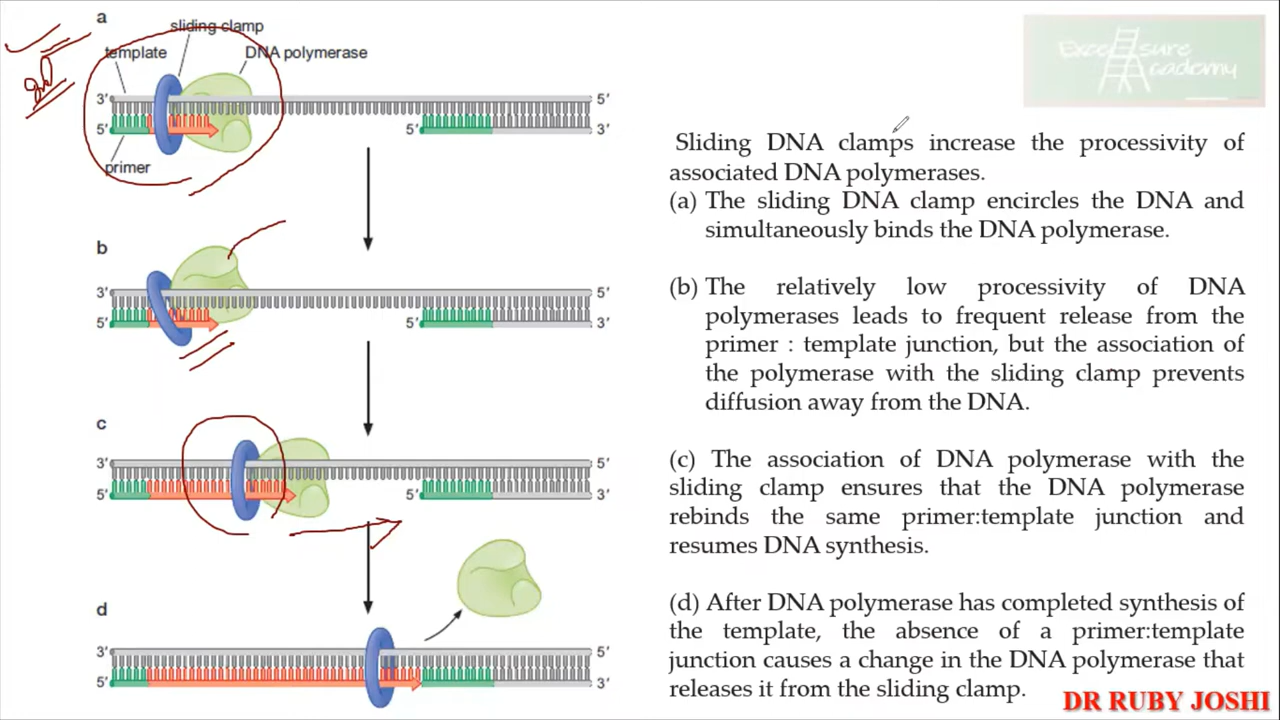 a
sliding clamp
template
DNA polymerase
3′
5′
5′
5′
3′
primer
b
3′
5′
5′
5′
3′
c
3′
5′
5′
5′
3′
d
3′
5′
5′
3′
Sliding DNA clamps increase the processivity of
associated DNA polymerases.
(a) The sliding DNA clamp encircles the DNA and
simultaneously binds the DNA polymerase.
(b) The relatively low processivity of DNA
polymerases leads to frequent release from the
primer : template junction, but the association of
the polymerase with the sliding clamp prevents
diffusion away from the DNA.
(c) The association of DNA polymerase with the
sliding clamp ensures that the DNA polymerase
rebinds the same primer:template junction and
resumes DNA synthesis.
(d) After DNA polymerase has completed synthesis of
the template, the absence of a primer:template
junction causes a change in the DNA polymerase that
releases it from the sliding clamp.
DR RUBY JOSHI